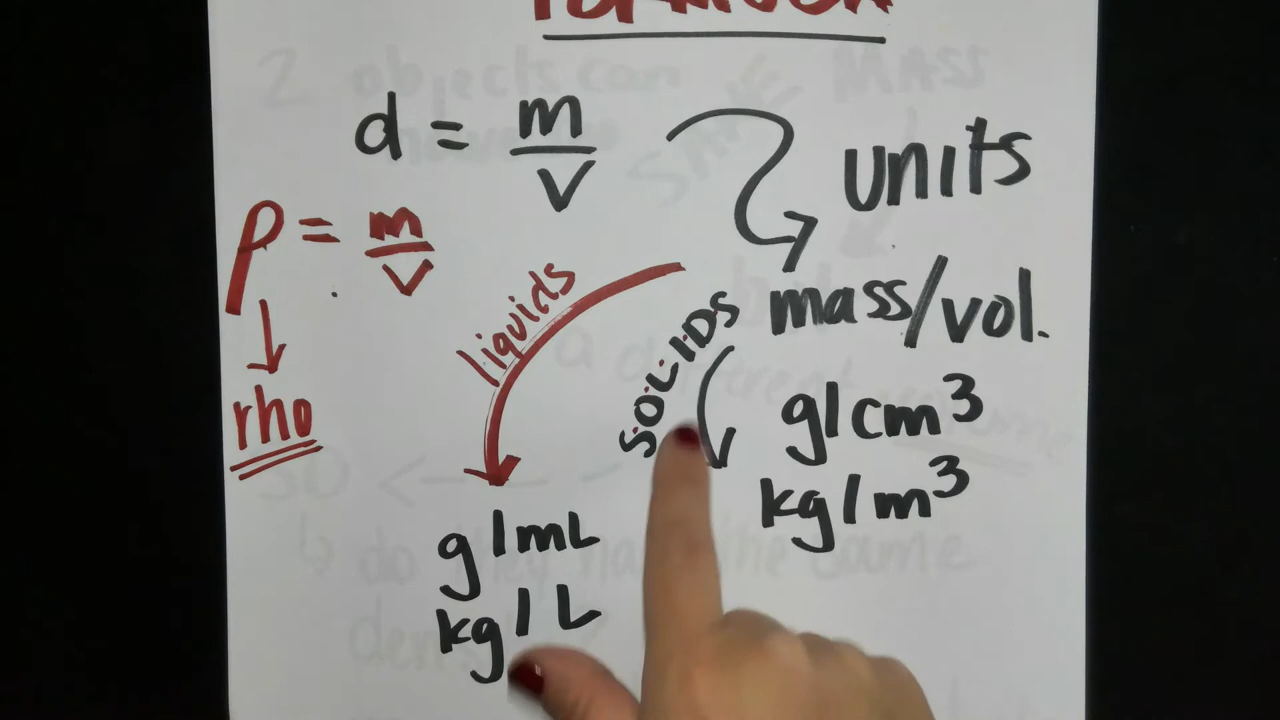 d = m/V
units
ρ = m/V
rho
mass/vol.
liquids
SOLIDS
g/cm³
kg/m³
g/mL
kg/L